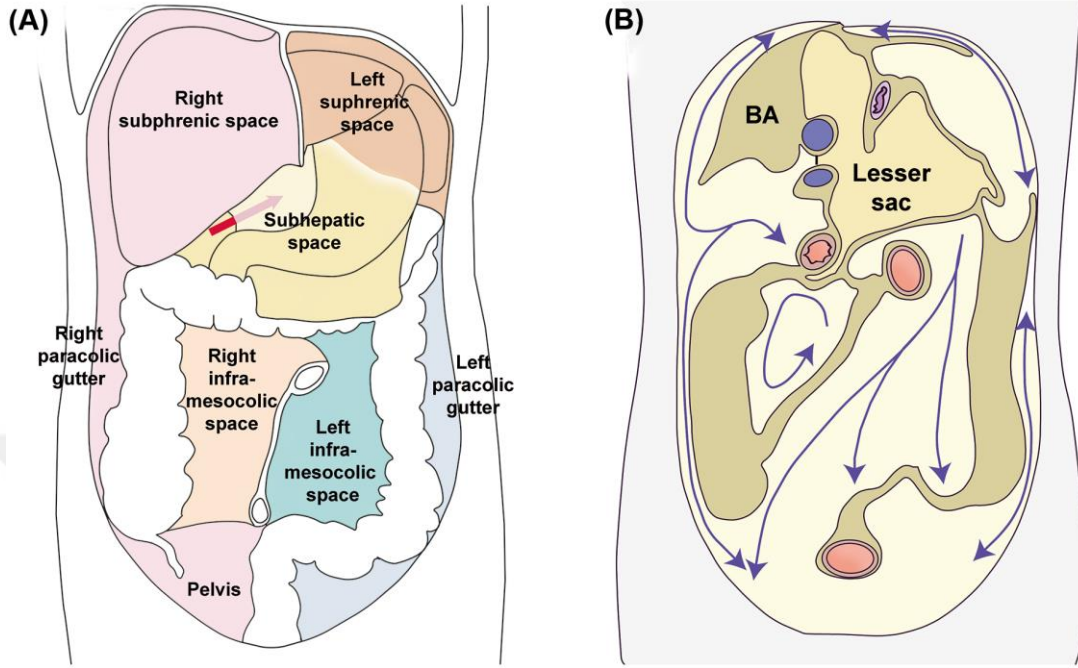 (A)
Right
subphrenic space
Left
suphrenic
space
Subhepatic
space
Right
paracolic
gutter
Right
infra-
mesocolic
space
Left
infra-
mesocolic
space
Left
paracolic
gutter
Pelvis
(B)
BA
Lesser
sac